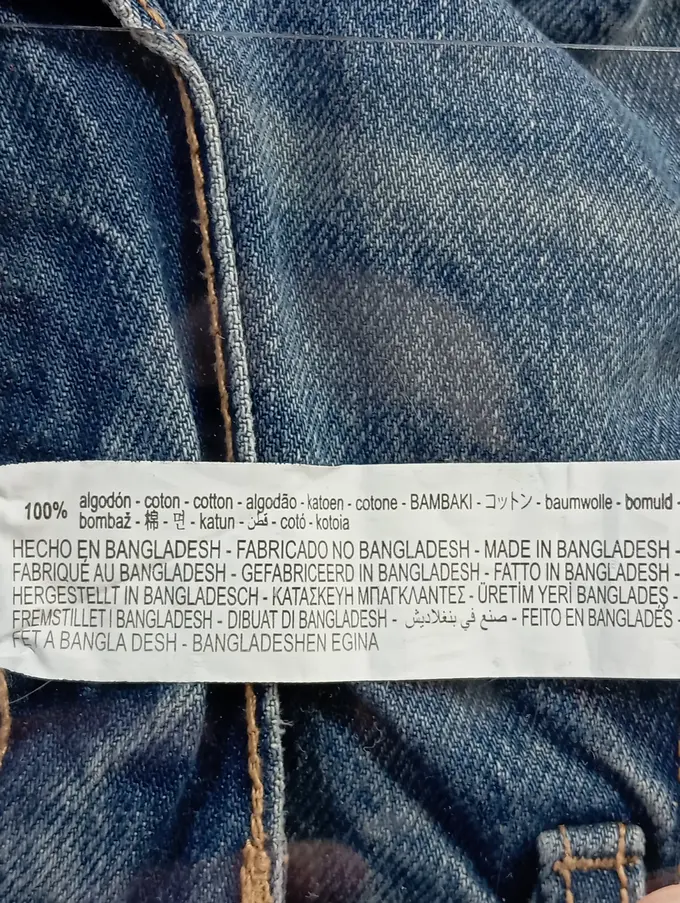 100% algodón - coton - cotton - algodão - katoen - cotone - BAMBAKI - コットン - baumwolle - bomuld -
bombaž - 棉 - 면 - katun - قطن - cotó - kotoia
HECHO EN BANGLADESH - FABRICADO NO BANGLADESH - MADE IN BANGLADESH -
FABRIQUÉ AU BANGLADESH - GEFABRICEERD IN BANGLADESH - FATTO IN BANGLADESH -
HERGESTELLT IN BANGLADESCH - ΚΑΤΑΣΚΕΥΗ ΜΠΑΓΚΛΑΝΤΕΣ - ÜRETİM YERİ BANGLADEŞ -
FREMSTILLET I BANGLADESH - DIBUAT DI BANGLADESH - صنع في بنغلاديش - FEITO EN BANGLADÉS -
FET A BANGLA DESH - BANGLADESHEN EGINA